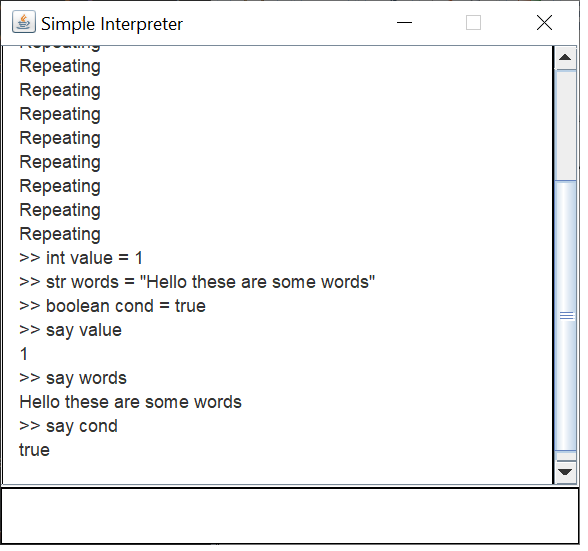 Simple Interpreter
Repeating
Repeating
Repeating
Repeating
Repeating
Repeating
Repeating
Repeating
Repeating
>> int value = 1
>> str words = "Hello these are some words"
>> boolean cond = true
>> say value
1
>> say words
Hello these are some words
>> say cond
true